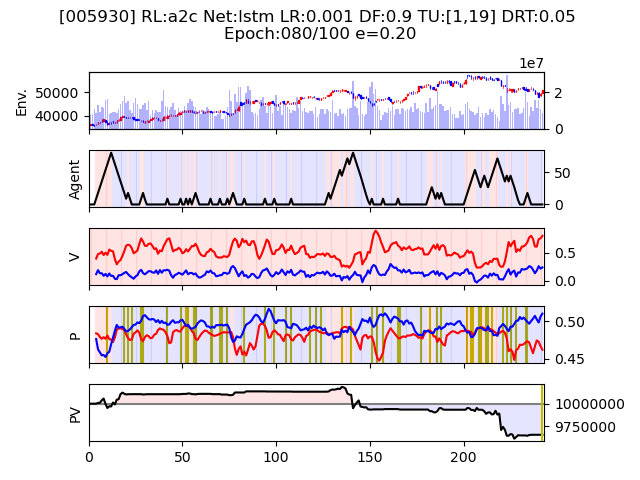 [005930] RL:a2c Net:lstm LR:0.001 DF:0.9 TU:[1,19] DRT:0.05
Epoch:080/100 e=0.20
1e7
Env.
50000
40000
2
0
Agent
50
0
V
0.5
0.0
P
0.50
0.45
PV
10000000
9750000
0
50
100
150
200